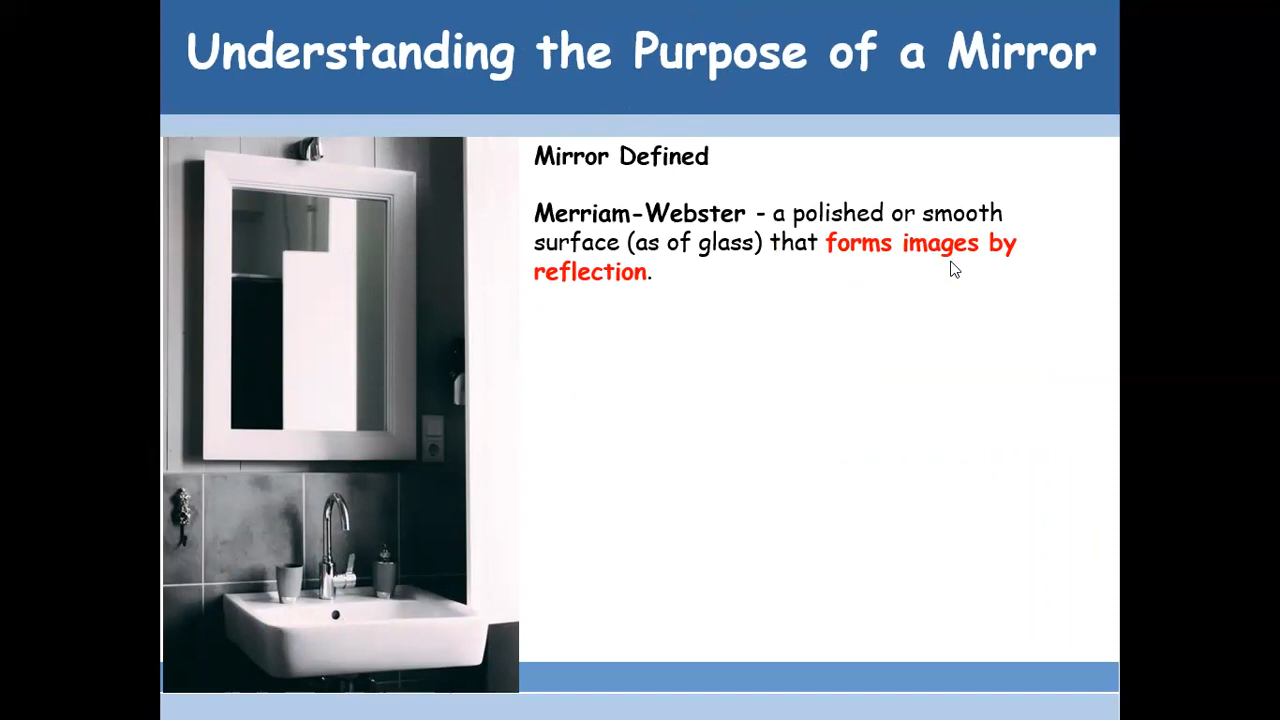 Understanding the Purpose of a Mirror
Mirror Defined
Merriam-Webster - a polished or smooth
surface (as of glass) that forms images by
reflection.